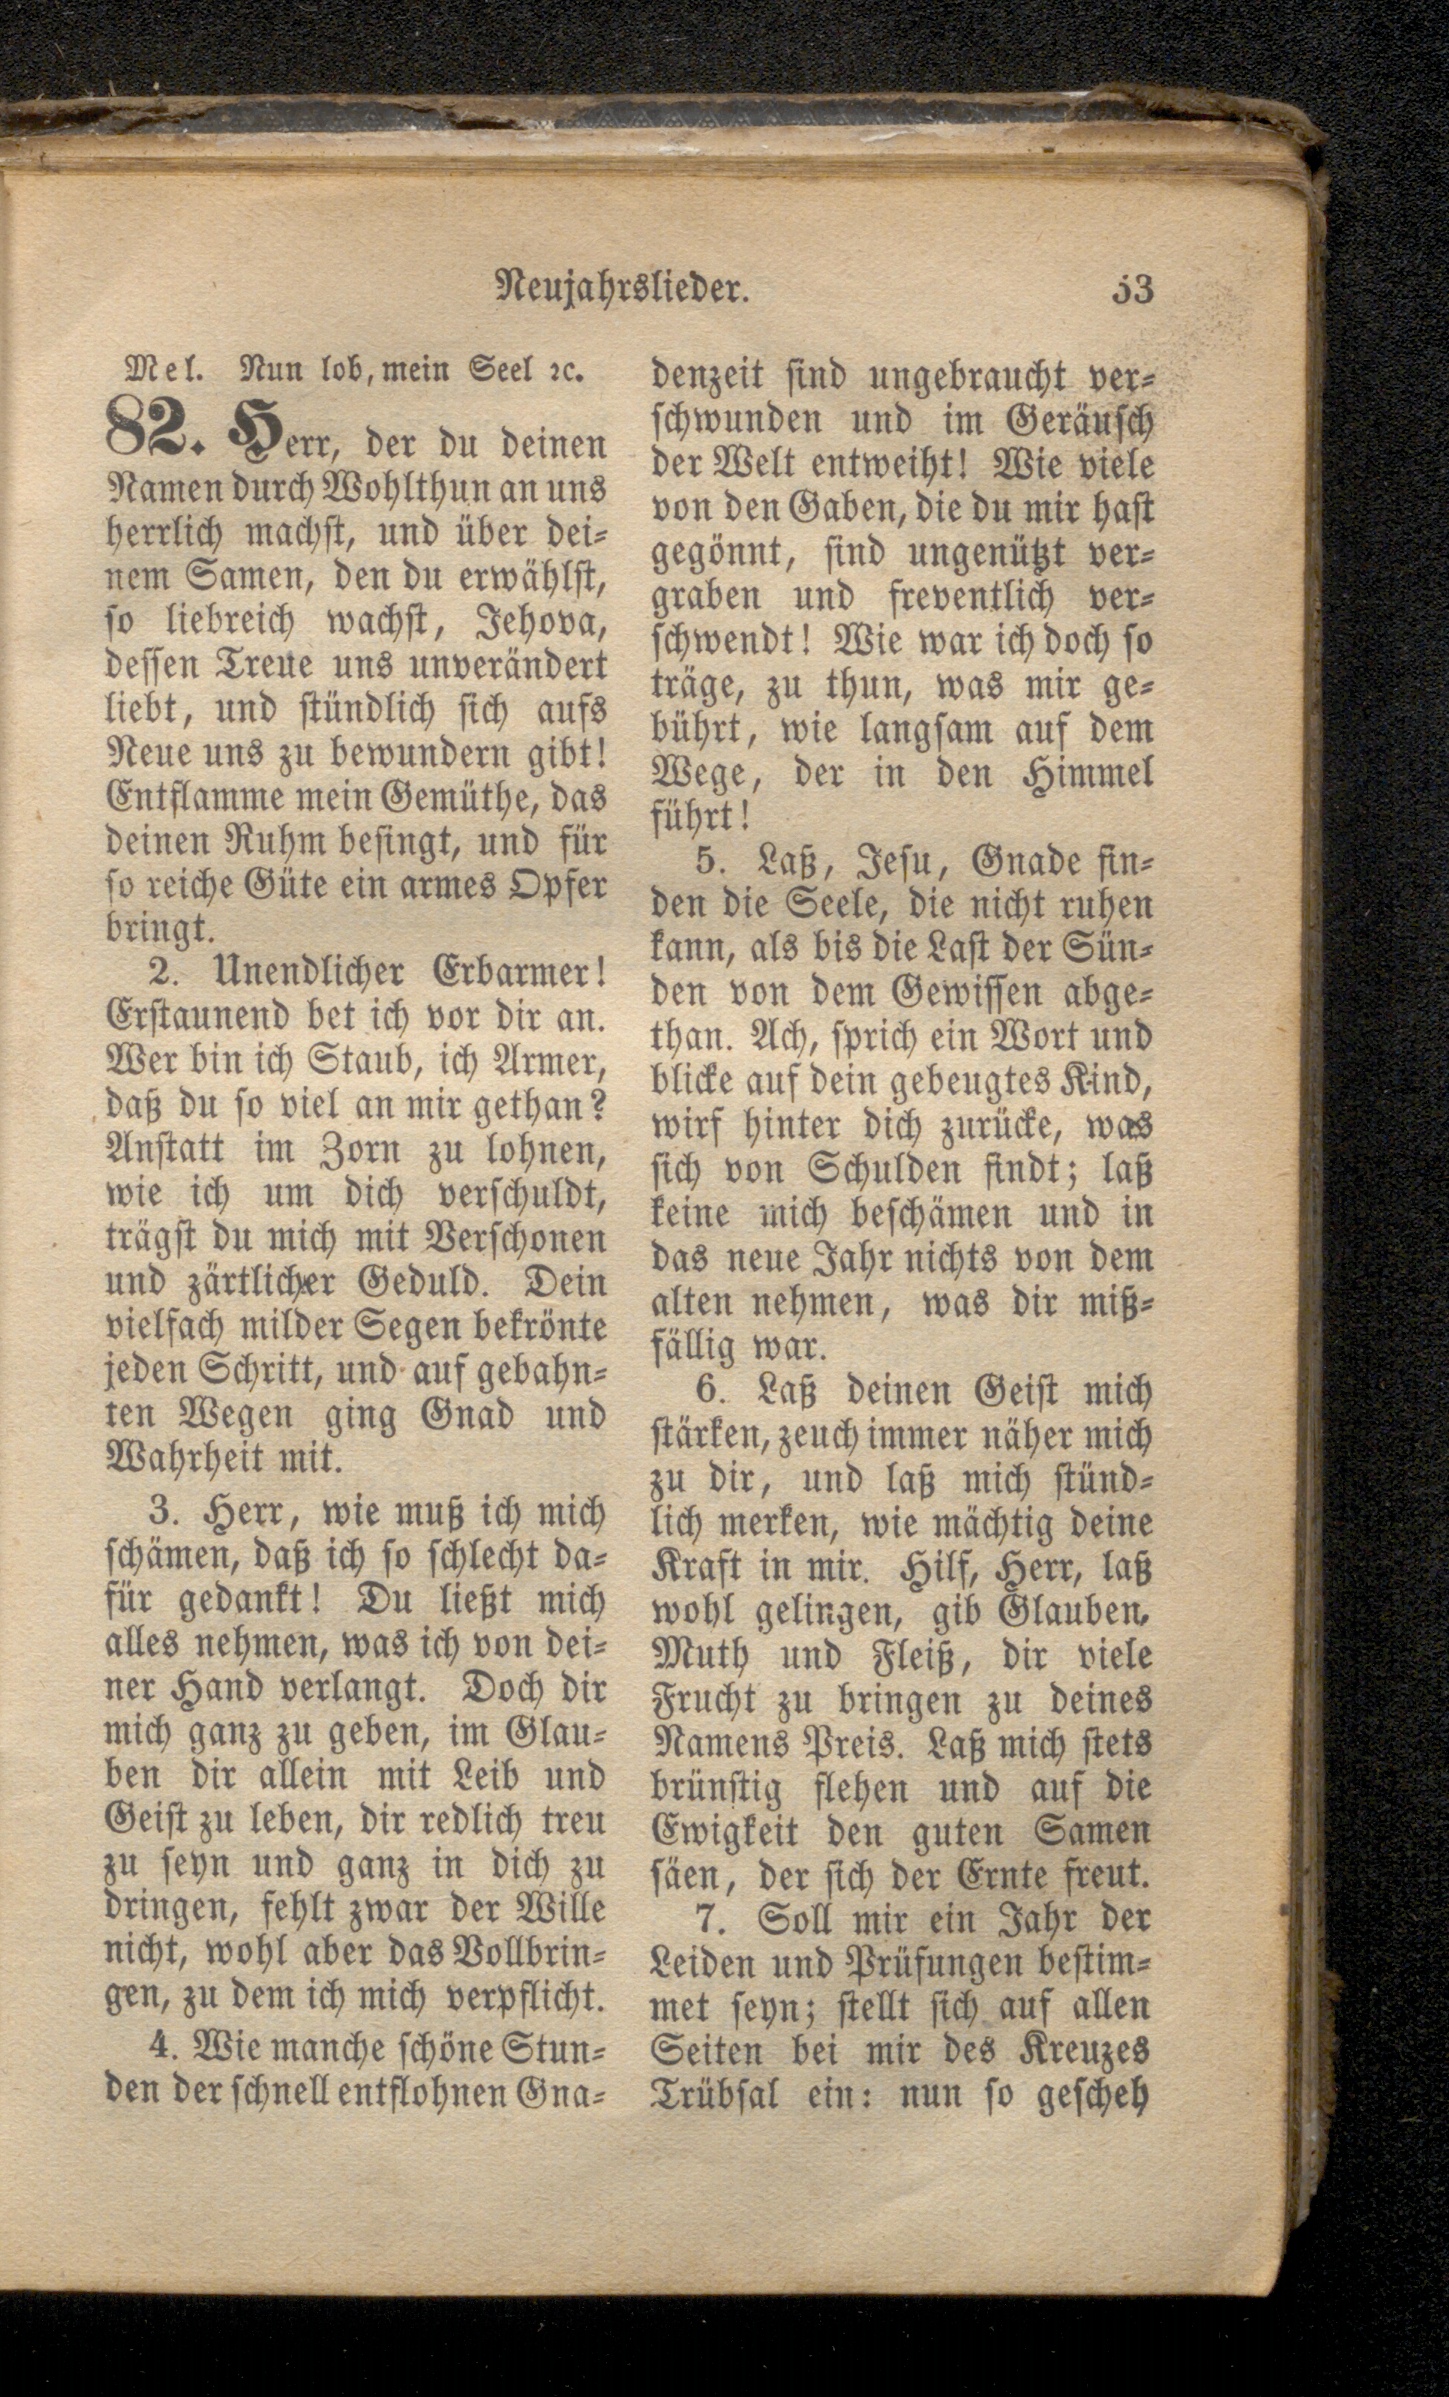 Neujahrslieder. 53
Mel. Nun lob, mein Seel ꝛc.
82. Herr, der du deinen
Namen durch Wohlthun an uns
herrlich machst, und über dei-
nem Samen, den du erwählst,
so liebreich wachst, Jehova,
dessen Treue uns unverändert
liebt, und stündlich sich aufs
Neue uns zu bewundern gibt!
Entflamme mein Gemüthe, das
deinen Ruhm besingt, und für
so reiche Güte ein armes Opfer
bringt.
2. Unendlicher Erbarmer!
Erstaunend bet ich vor dir an.
Wer bin ich Staub, ich Armer,
daß du so viel an mir gethan?
Anstatt im Zorn zu lohnen,
wie ich um dich verschuldt,
trägst du mich mit Verschonen
und zärtlicher Geduld. Dein
vielfach milder Segen bekrönte
jeden Schritt, und auf gebahn-
ten Wegen ging Gnad und
Wahrheit mit.
3. Herr, wie muß ich mich
schämen, daß ich so schlecht da-
für gedankt! Du ließt mich
alles nehmen, was ich von dei-
ner Hand verlangt. Doch dir
mich ganz zu geben, im Glau-
ben dir allein mit Leib und
Geist zu leben, dir redlich treu
zu seyn und ganz in dich zu
dringen, fehlt zwar der Wille
nicht, wohl aber das Vollbrin-
gen, zu dem ich mich verpflicht.
4. Wie manche schöne Stun-
den der schnell entflohnen Gna-
denzeit sind ungebraucht ver-
schwunden und im Geräusch
der Welt entweiht! Wie viele
von den Gaben, die du mir hast
gegönnt, sind ungenützt ver-
graben und freventlich ver-
schwendt! Wie war ich doch so
träge, zu thun, was mir ge-
bührt, wie langsam auf dem
Wege, der in den Himmel
führt!
5. Laß, Jesu, Gnade fin-
den die Seele, die nicht ruhen
kann, als bis die Last der Sün-
den von dem Gewissen abge-
than. Ach, sprich ein Wort und
blicke auf dein gebeugtes Kind,
wirf hinter dich zurücke, was
sich von Schulden findt; laß
keine mich beschämen und in
das neue Jahr nichts von dem
alten nehmen, was dir miß-
fällig war.
6. Laß deinen Geist mich
stärken, zeuch immer näher mich
zu dir, und laß mich stünd-
lich merken, wie mächtig deine
Kraft in mir. Hilf, Herr, laß
wohl gelingen, gib Glauben,
Muth und Fleiß, dir viele
Frucht zu bringen zu deines
Namens Preis. Laß mich stets
brünstig flehen und auf die
Ewigkeit den guten Samen
säen, der sich der Ernte freut.
7. Soll mir ein Jahr der
Leiden und Prüfungen bestim-
met seyn; stellt sich auf allen
Seiten bei mir des Kreuzes
Trübsal ein: nun so gescheh